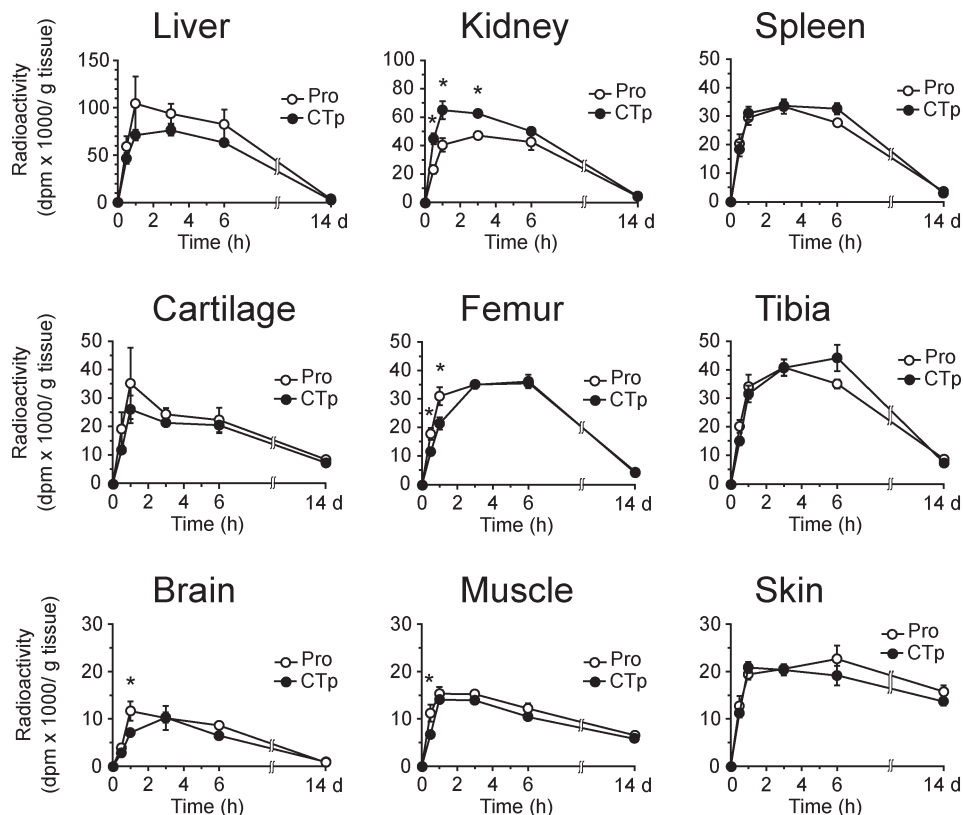 Liver
Kidney
Spleen
Radioactivity
(dpm x 1000/ g tissue)
150
100
50
0
Pro
CTp
0 2 4 6 14 d
Time (h)
100
80
60
40
20
0
*
*
*
Pro
CTp
0 2 4 6 14 d
Time (h)
50
40
30
20
10
0
Pro
CTp
0 2 4 6 14 d
Time (h)
Cartilage
Femur
Tibia
Radioactivity
(dpm x 1000/ g tissue)
50
40
30
20
10
0
Pro
CTp
0 2 4 6 14 d
Time (h)
50
40
30
20
10
0
*
*
Pro
CTp
0 2 4 6 14 d
Time (h)
50
40
30
20
10
0
Pro
CTp
0 2 4 6 14 d
Time (h)
Brain
Muscle
Skin
Radioactivity
(dpm x 1000/ g tissue)
30
20
10
0
*
Pro
CTp
0 2 4 6 14 d
Time (h)
30
20
10
0
*
Pro
CTp
0 2 4 6 14 d
Time (h)
30
20
10
0
Pro
CTp
0 2 4 6 14 d
Time (h)